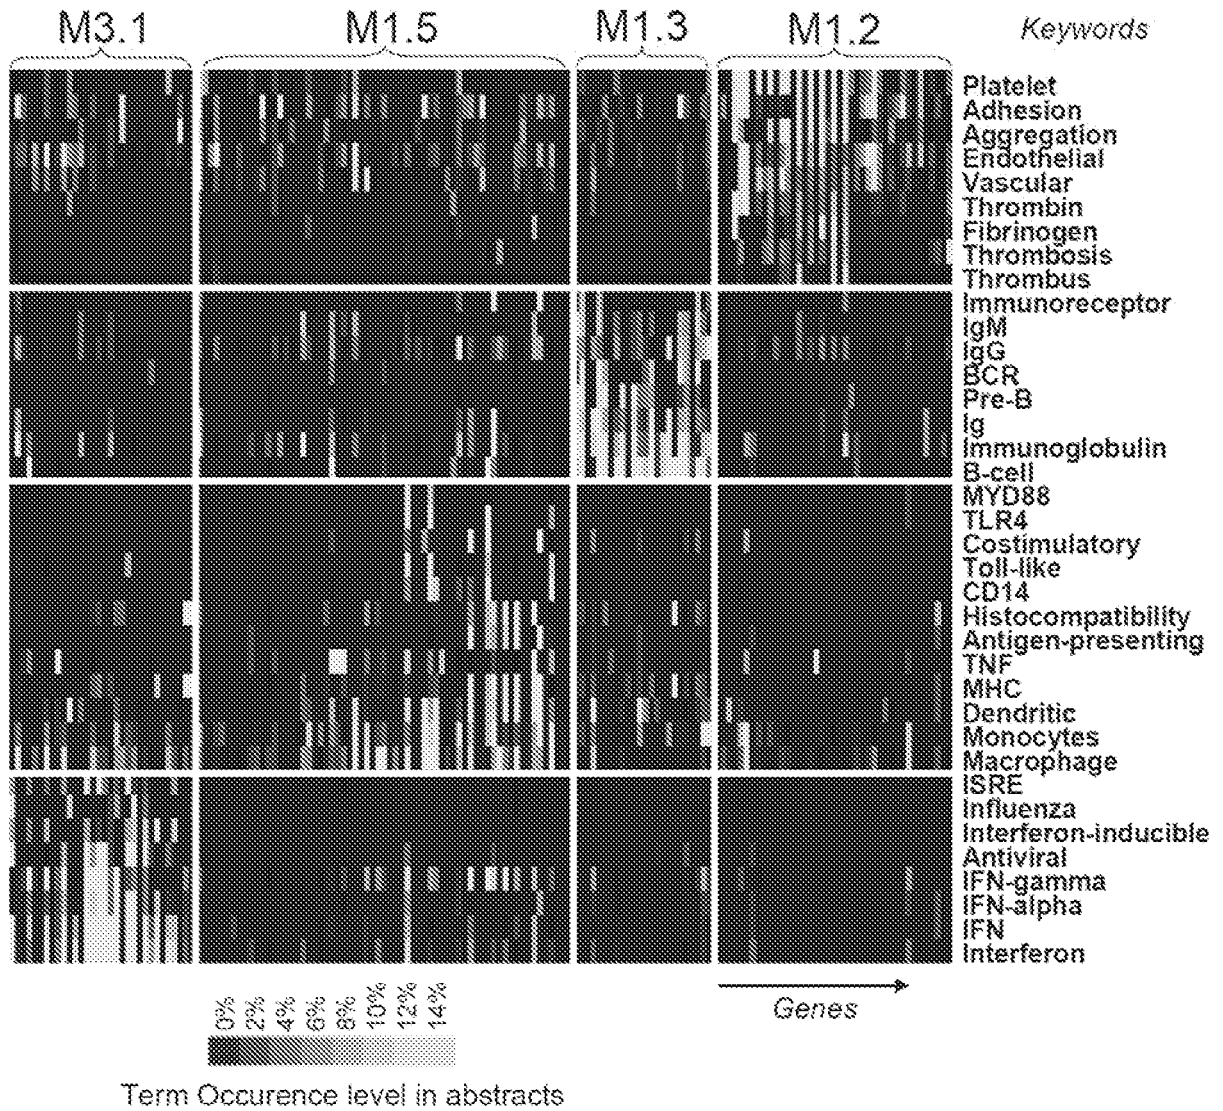 M3.1 M1.5 M1.3 M1.2 Keywords
Platelet
Adhesion
Aggregation
Endothelial
Vascular
Thrombin
Fibrinogen
Thrombosis
Thrombus
Immunoreceptor
IgM
IgG
BCR
Pre-B
Ig
Immunoglobulin
B-cell
MYD88
TLR4
Costimulatory
Toll-like
CD14
Histocompatibility
Antigen-presenting
TNF
MHC
Dendritic
Monocytes
Macrophage
ISRE
Influenza
Interferon-inducible
Antiviral
IFN-gamma
IFN-alpha
IFN
Interferon
Genes
0% 2% 4% 6% 8% 10% 12% 14%
Term Occurence level in abstracts